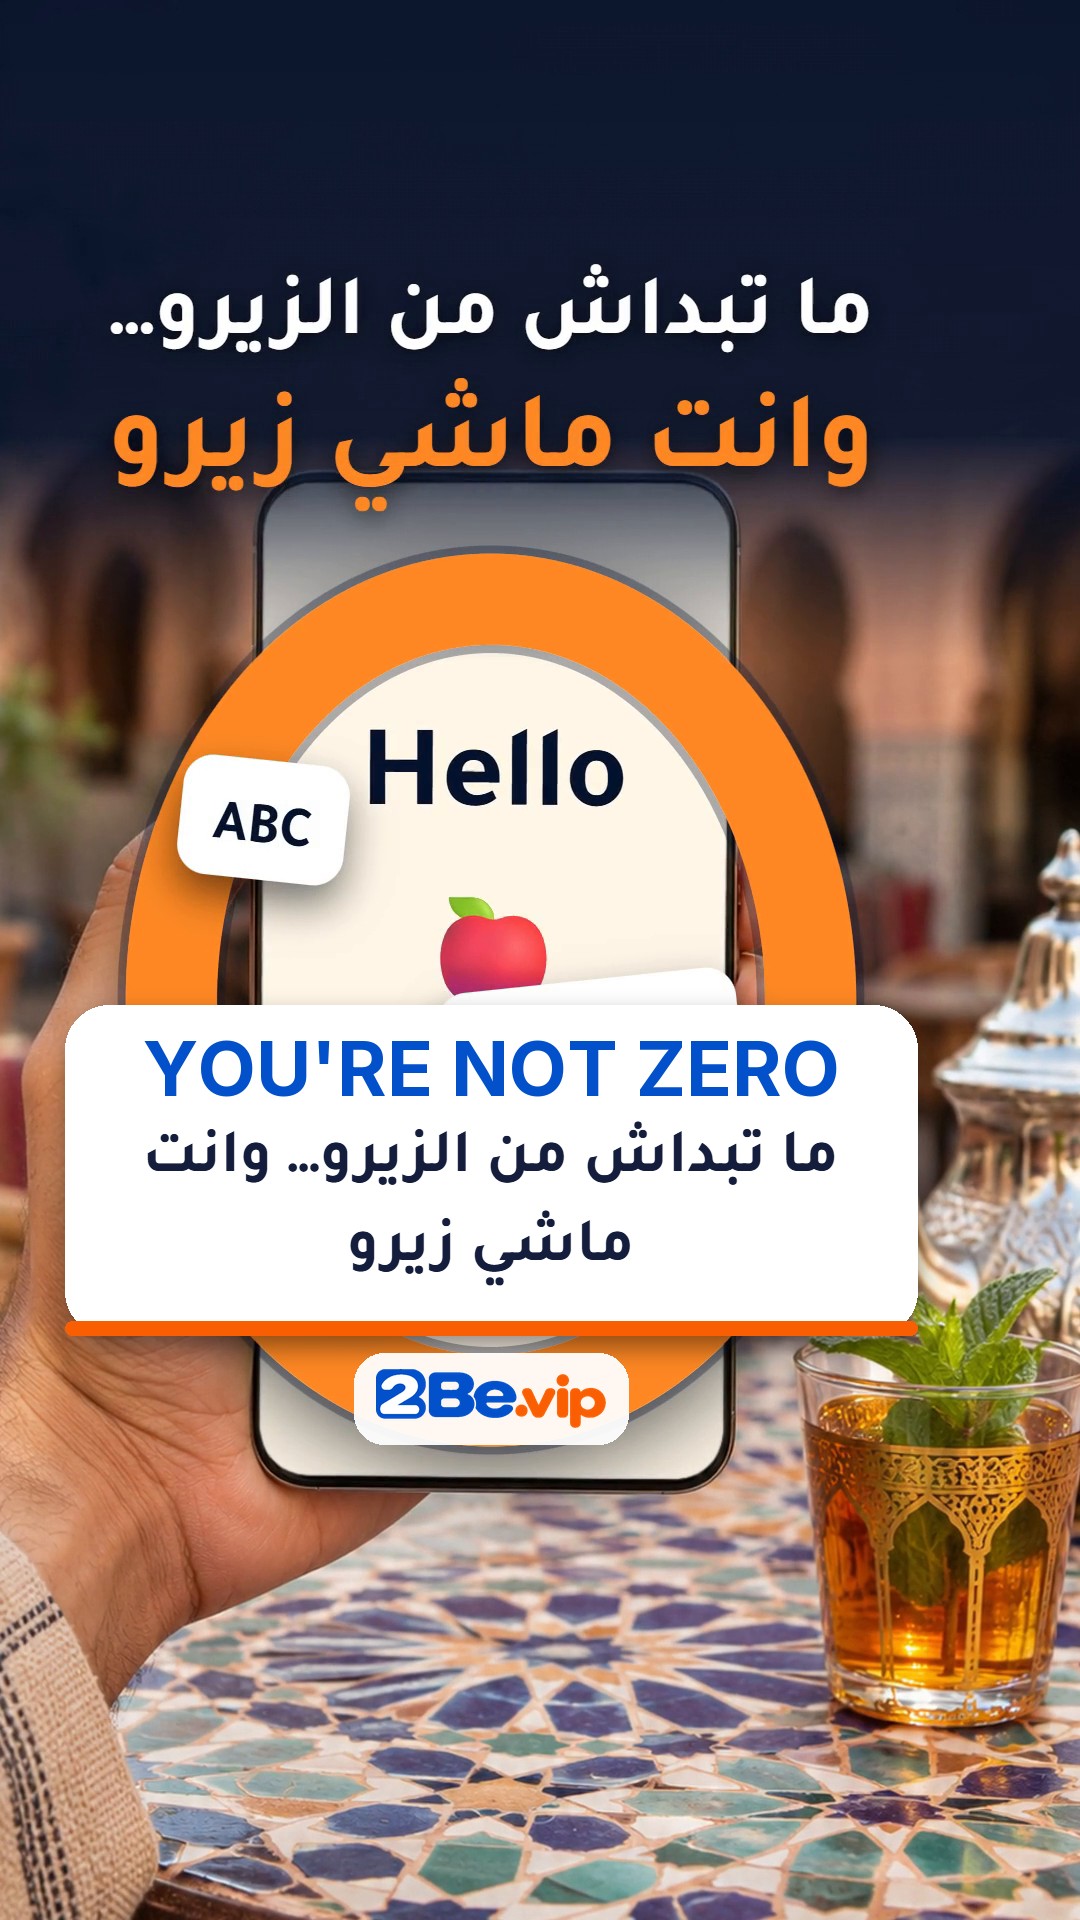 ما تبداش من الزيرو...
وانت ماشي زيرو
Hello
ABC
YOU'RE NOT ZERO
ما تبداش من الزيرو... وانت
ماشي زيرو
2Be.vip